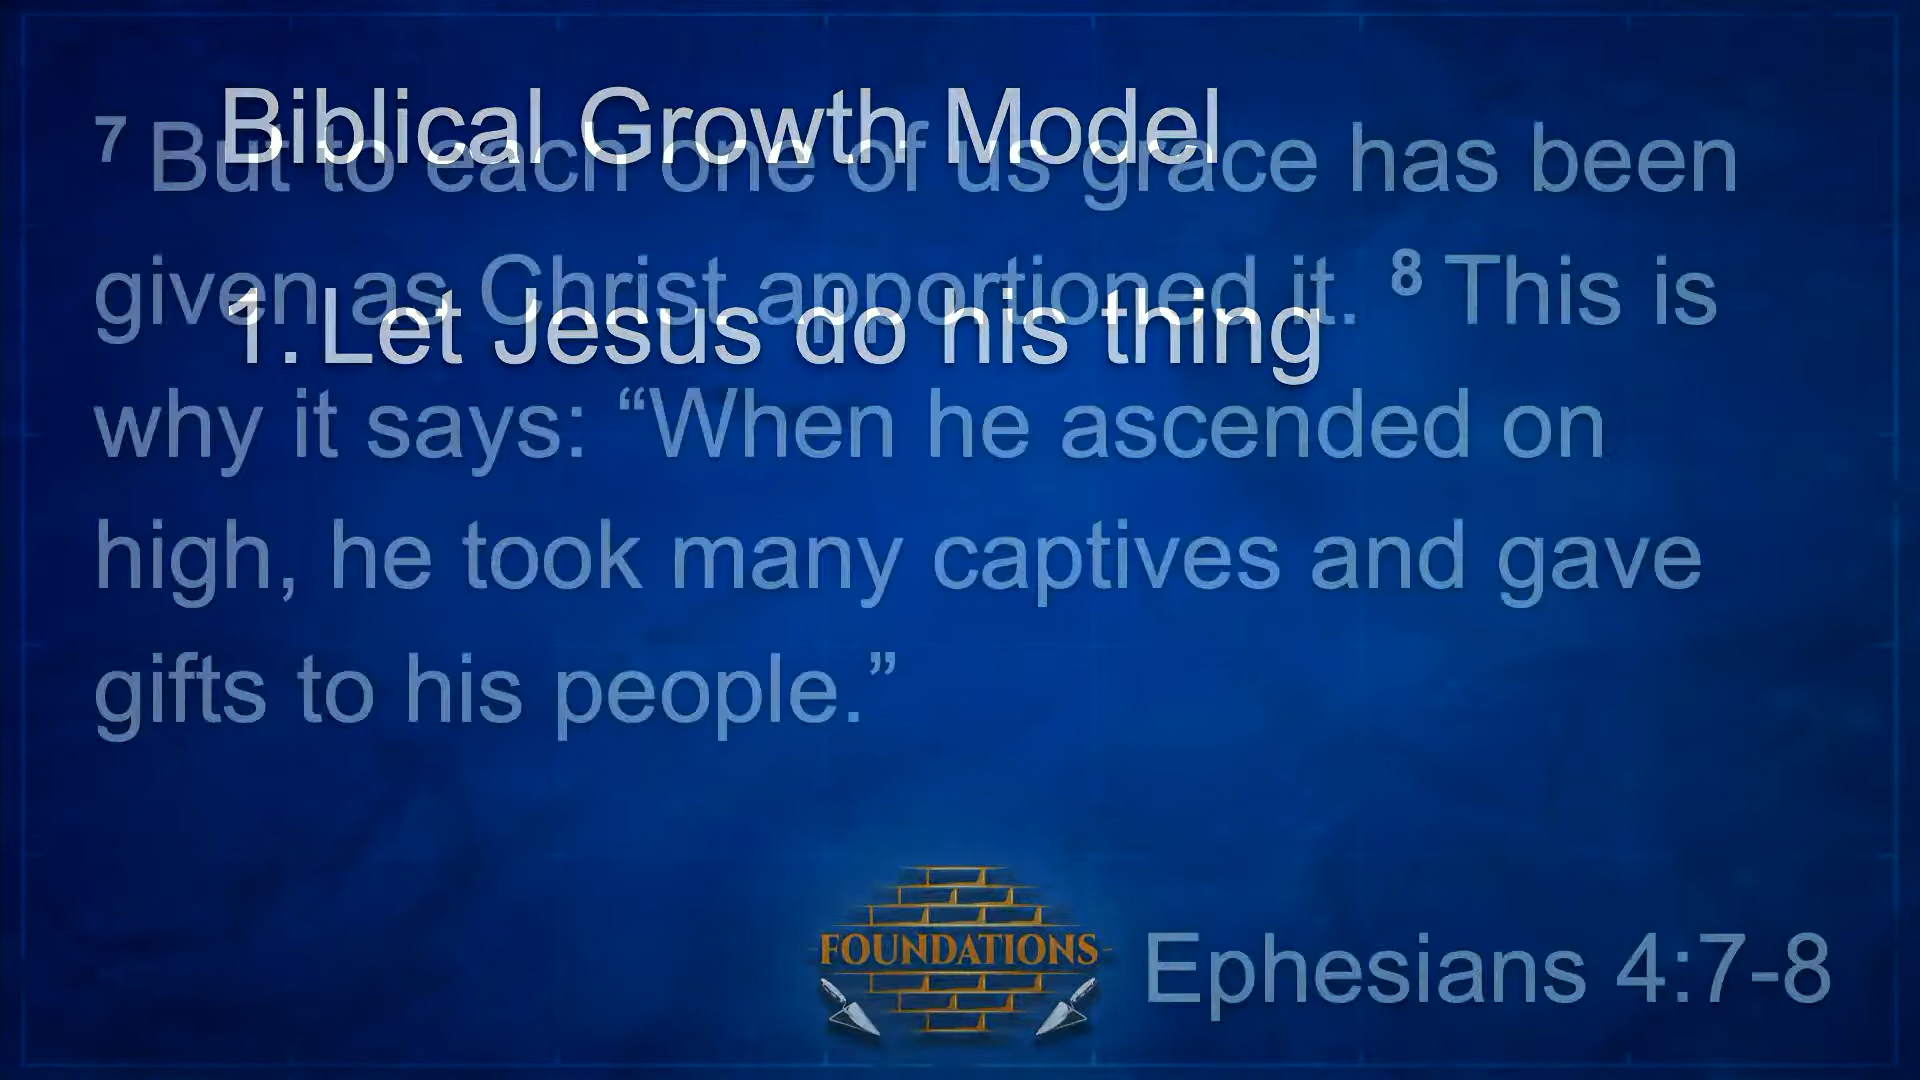 Biblical Growth Model
1. Let Jesus do his thing
7 But to each one of us grace has been
given as Christ apportioned it. 8 This is
why it says: “When he ascended on
high, he took many captives and gave
gifts to his people.”
FOUNDATIONS
Ephesians 4:7-8